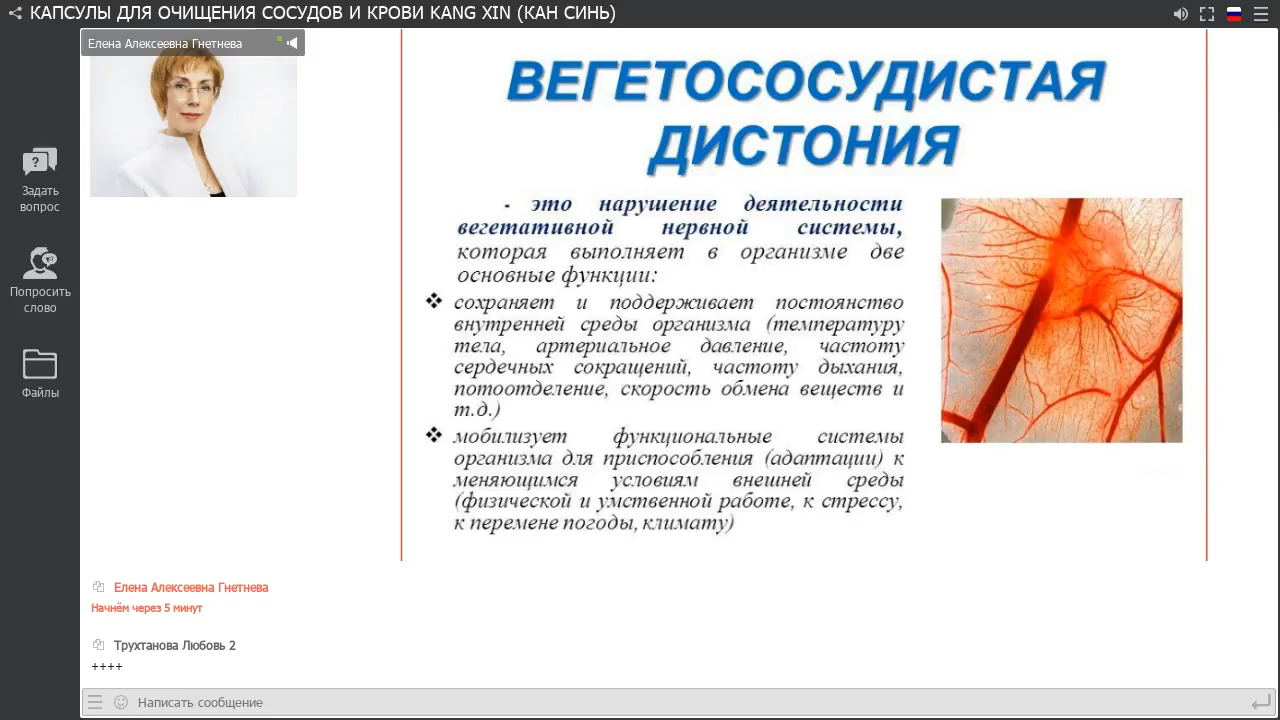 КАПСУЛЫ ДЛЯ ОЧИЩЕНИЯ СОСУДОВ И КРОВИ KANG XIN (КАН СИНЬ)
Елена Алексеевна Гнетнева
Задать
вопрос
Попросить
слово
Файлы
ВЕГЕТОСОСУДИСТАЯ
ДИСТОНИЯ
- это нарушение деятельности
вегетативной нервной системы,
которая выполняет в организме две
основные функции:
❖ сохраняет и поддерживает постоянство
внутренней среды организма (температуру
тела, артериальное давление, частоту
сердечных сокращений, частоту дыхания,
потоотделение, скорость обмена веществ и
т.д.)
❖ мобилизует функциональные системы
организма для приспособления (адаптации) к
меняющимся условиям внешней среды
(физической и умственной работе, к стрессу,
к перемене погоды, климату)
Елена Алексеевна Гнетнева
Начнём через 5 минут
Трухтанова Любовь 2
++++
Написать сообщение